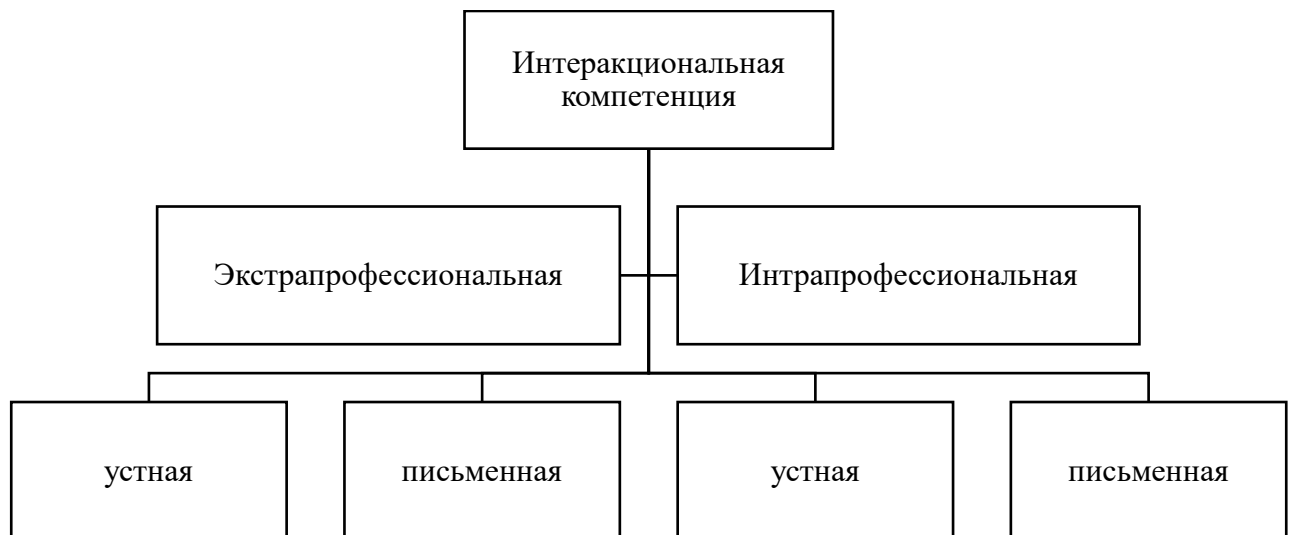 Интеракциональная
компетенция
Экстрапрофессиональная
Интрапрофессиональная
устная
письменная
устная
письменная